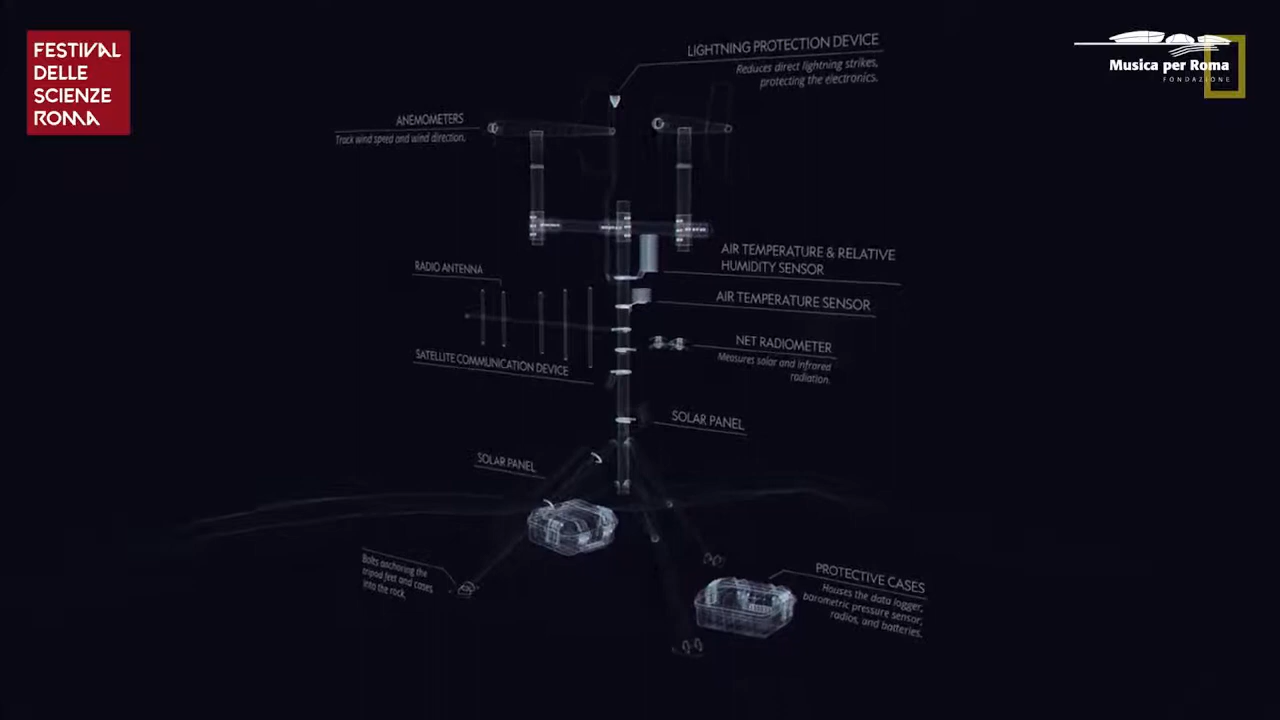 FESTIVAL
DELLE
SCIENZE
ROMA
Musica per Roma
FONDAZIONE
LIGHTNING PROTECTION DEVICE
Reduces direct lightning strikes,
protecting the electronics.
ANEMOMETERS
Track wind speed and wind direction.
AIR TEMPERATURE & RELATIVE
HUMIDITY SENSOR
RADIO ANTENNA
AIR TEMPERATURE SENSOR
NET RADIOMETER
Measures solar and infrared
radiation.
SATELLITE COMMUNICATION DEVICE
SOLAR PANEL
SOLAR PANEL
Bolts anchoring the
tripod feet and cases
into the rock.
PROTECTIVE CASES
Houses the data logger,
barometric pressure sensor,
radios, and batteries.